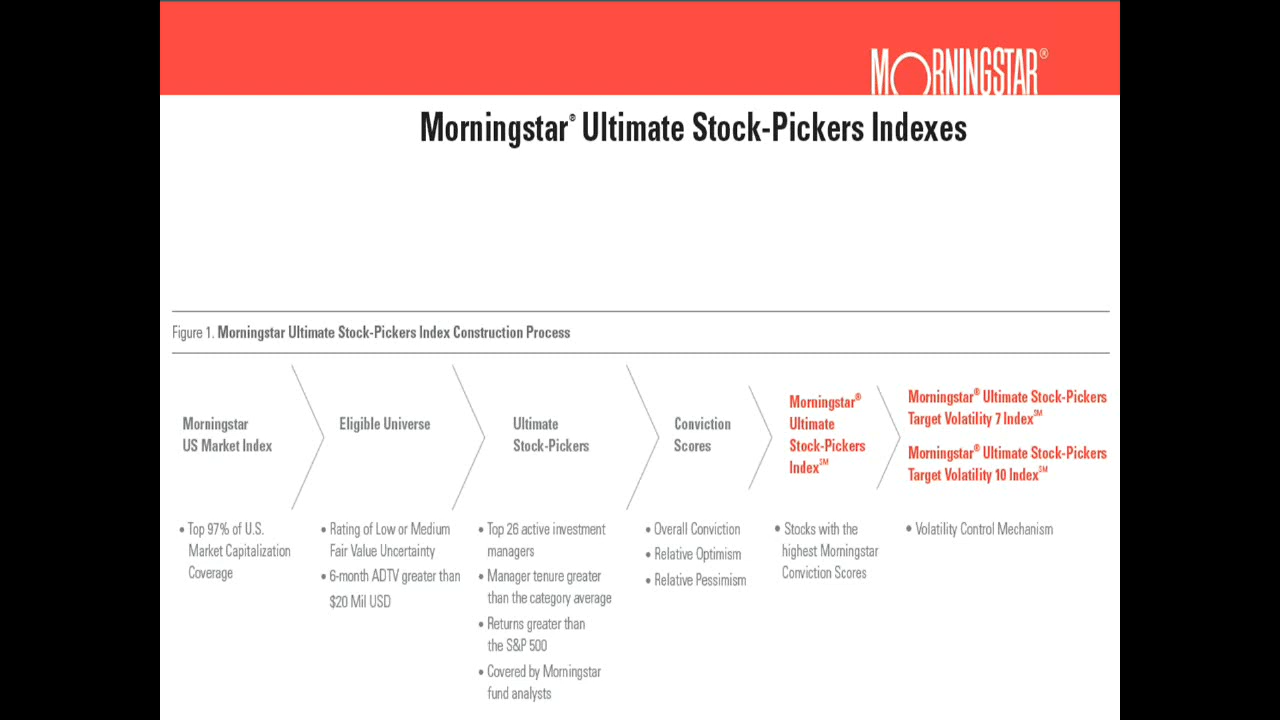 MORNINGSTAR®
Morningstar® Ultimate Stock-Pickers Indexes
Figure 1. Morningstar Ultimate Stock-Pickers Index Construction Process
Morningstar
US Market Index
• Top 97% of U.S.
Market Capitalization
Coverage
Eligible Universe
• Rating of Low or Medium
Fair Value Uncertainty
• 6-month ADTV greater than
$20 Mil USD
Ultimate
Stock-Pickers
• Top 26 active investment
managers
• Manager tenure greater
than the category average
• Returns greater than
the S&P 500
• Covered by Morningstar
fund analysts
Conviction
Scores
• Overall Conviction
• Relative Optimism
• Relative Pessimism
Morningstar®
Ultimate
Stock-Pickers
Index℠
• Stocks with the
highest Morningstar
Conviction Scores
Morningstar® Ultimate Stock-Pickers
Target Volatility 7 Index℠
Morningstar® Ultimate Stock-Pickers
Target Volatility 10 Index℠
• Volatility Control Mechanism